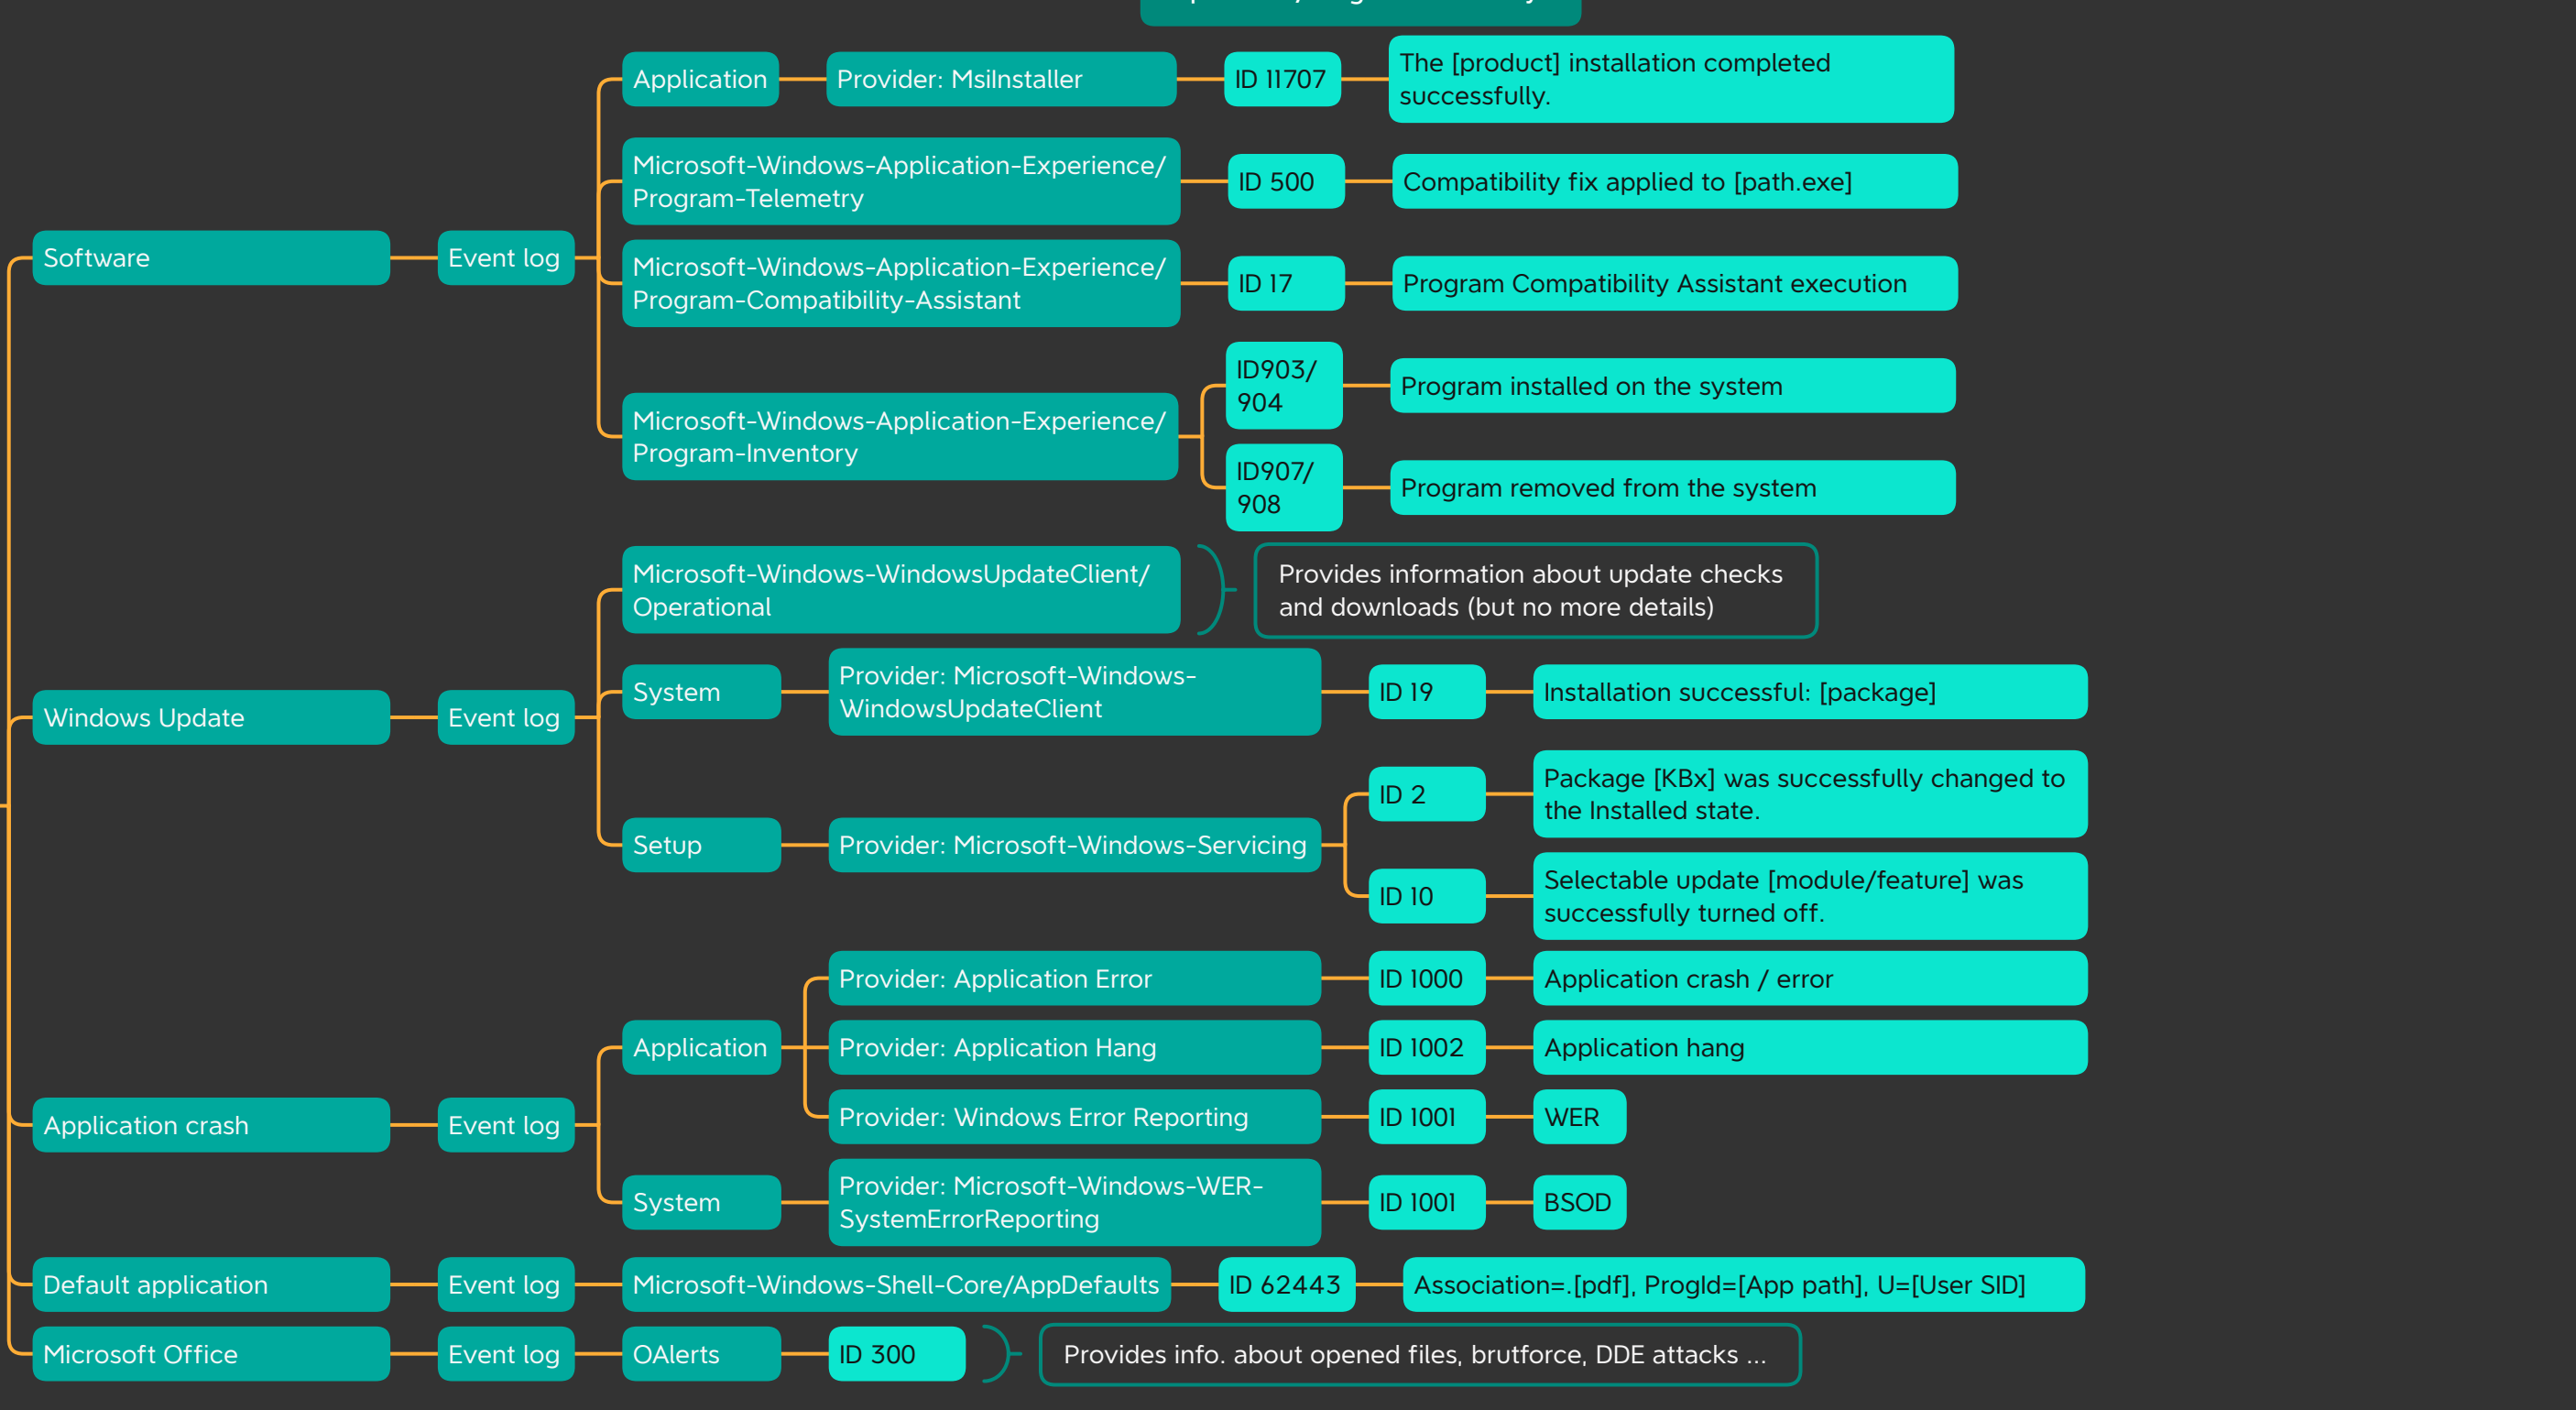 Application
Provider: MsiInstaller
ID 11707
The [product] installation completed
successfully.
Microsoft-Windows-Application-Experience/
Program-Telemetry
ID 500
Compatibility fix applied to [path.exe]
Software
Event log
Microsoft-Windows-Application-Experience/
Program-Compatibility-Assistant
ID 17
Program Compatibility Assistant execution
Microsoft-Windows-Application-Experience/
Program-Inventory
ID903/
904
Program installed on the system
ID907/
908
Program removed from the system
Windows Update
Event log
Microsoft-Windows-WindowsUpdateClient/
Operational
Provides information about update checks
and downloads (but no more details)
System
Provider: Microsoft-Windows-
WindowsUpdateClient
ID 19
Installation successful: [package]
Setup
Provider: Microsoft-Windows-Servicing
ID 2
Package [KBx] was successfully changed to
the Installed state.
ID 10
Selectable update [module/feature] was
successfully turned off.
Application crash
Event log
Application
Provider: Application Error
ID 1000
Application crash / error
Provider: Application Hang
ID 1002
Application hang
Provider: Windows Error Reporting
ID 1001
WER
System
Provider: Microsoft-Windows-WER-
SystemErrorReporting
ID 1001
BSOD
Default application
Event log
Microsoft-Windows-Shell-Core/AppDefaults
ID 62443
Association=.[pdf], ProgId=[App path], U=[User SID]
Microsoft Office
Event log
OAlerts
ID 300
Provides info. about opened files, brutforce, DDE attacks ...